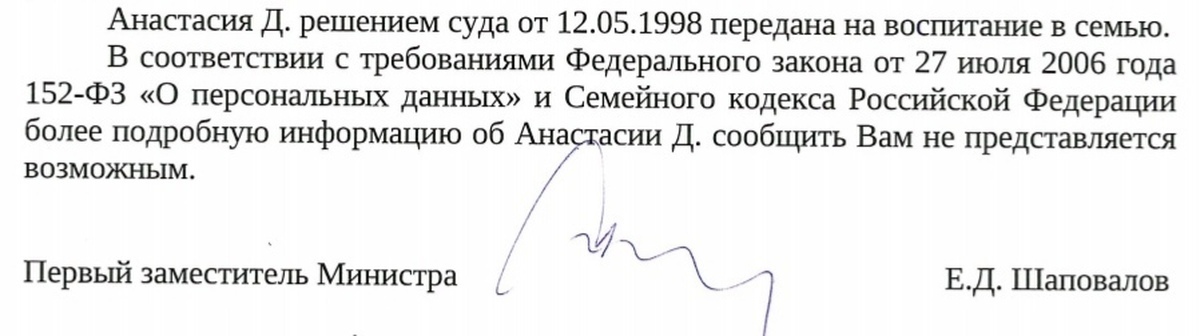 Анастасия Д. решением суда от 12.05.1998 передана на воспитание в семью.
В соответствии с требованиями Федерального закона от 27 июля 2006 года
152-ФЗ «О персональных данных» и Семейного кодекса Российской Федерации
более подробную информацию об Анастасии Д. сообщить Вам не представляется
возможным.
Первый заместитель Министра Е.Д. Шаповалов